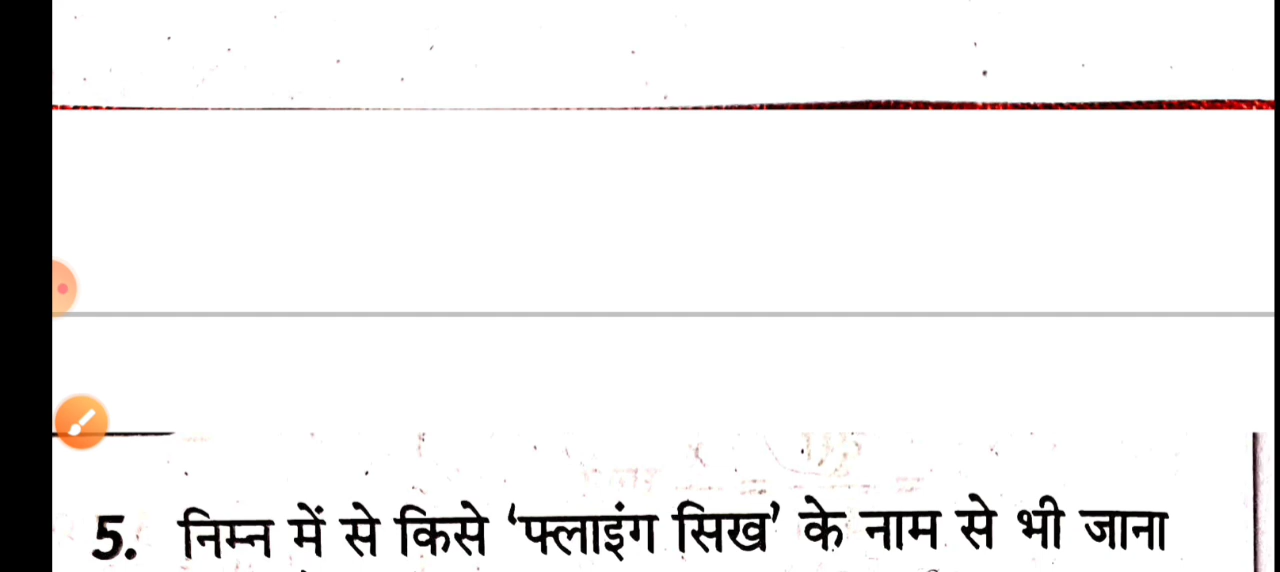 5. निम्न में से किसे ‘फ्लाइंग सिख’ के नाम से भी जाना